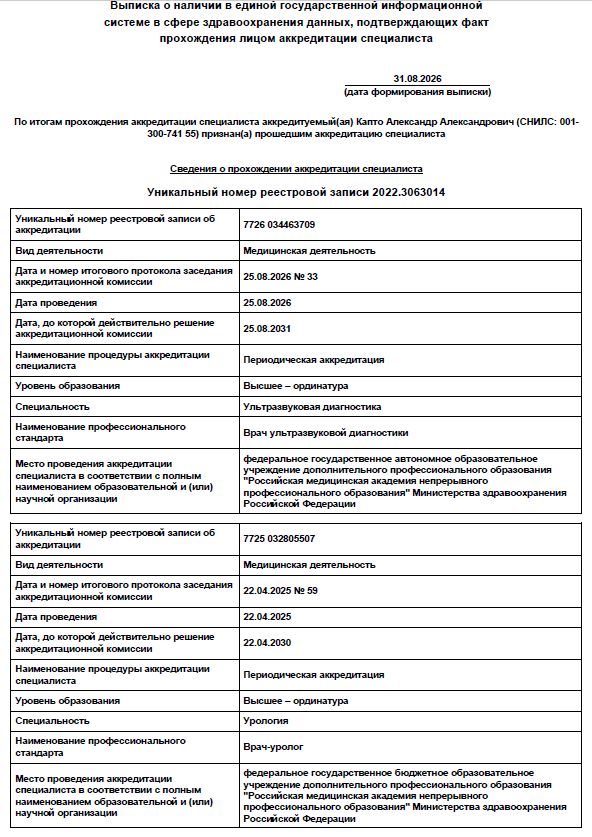 Выписка о наличии в единой государственной информационной
системе в сфере здравоохранения данных, подтверждающих факт
прохождения лицом аккредитации специалиста
31.08.2026
(дата формирования выписки)
По итогам прохождения аккредитации специалиста аккредитуемый(ая) Капто Александр Александрович (СНИЛС: 001-
300-741 55) признан(а) прошедшим аккредитацию специалиста
Сведения о прохождении аккредитации специалиста
Уникальный номер реестровой записи 2022.3063014
Уникальный номер реестровой записи об
аккредитации
7726 034463709
Вид деятельности
Медицинская деятельность
Дата и номер итогового протокола заседания
аккредитационной комиссии
25.08.2026 № 33
Дата проведения
25.08.2026
Дата, до которой действительно решение
аккредитационной комиссии
25.08.2031
Наименование процедуры аккредитации
специалиста
Периодическая аккредитация
Уровень образования
Высшее – ординатура
Специальность
Ультразвуковая диагностика
Наименование профессионального
стандарта
Врач ультразвуковой диагностики
Место проведения аккредитации
специалиста в соответствии с полным
наименованием образовательной и (или)
научной организации
федеральное государственное автономное образовательное
учреждение дополнительного профессионального образования
"Российская медицинская академия непрерывного
профессионального образования" Министерства здравоохранения
Российской Федерации
Уникальный номер реестровой записи об
аккредитации
7725 032805507
Вид деятельности
Медицинская деятельность
Дата и номер итогового протокола заседания
аккредитационной комиссии
22.04.2025 № 59
Дата проведения
22.04.2025
Дата, до которой действительно решение
аккредитационной комиссии
22.04.2030
Наименование процедуры аккредитации
специалиста
Периодическая аккредитация
Уровень образования
Высшее – ординатура
Специальность
Урология
Наименование профессионального
стандарта
Врач-уролог
Место проведения аккредитации
специалиста в соответствии с полным
наименованием образовательной и (или)
научной организации
федеральное государственное бюджетное образовательное
учреждение дополнительного профессионального образования
"Российская медицинская академия непрерывного
профессионального образования" Министерства здравоохранения
Российской Федерации